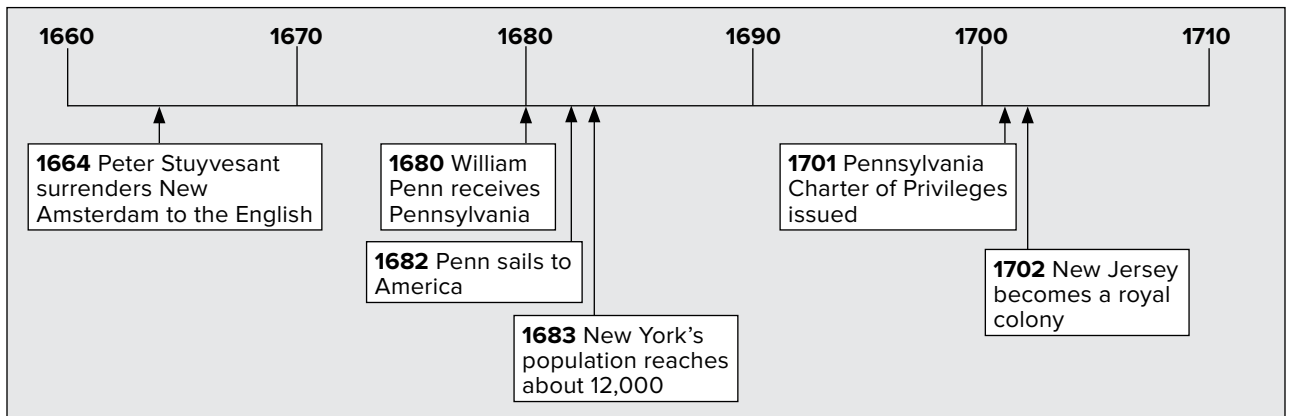 1660 1670 1680 1690 1700 1710
1664 Peter Stuyvesant
surrenders New
Amsterdam to the English
1680 William
Penn receives
Pennsylvania
1682 Penn sails to
America
1683 New York’s
population reaches
about 12,000
1701 Pennsylvania
Charter of Privileges
issued
1702 New Jersey
becomes a royal
colony